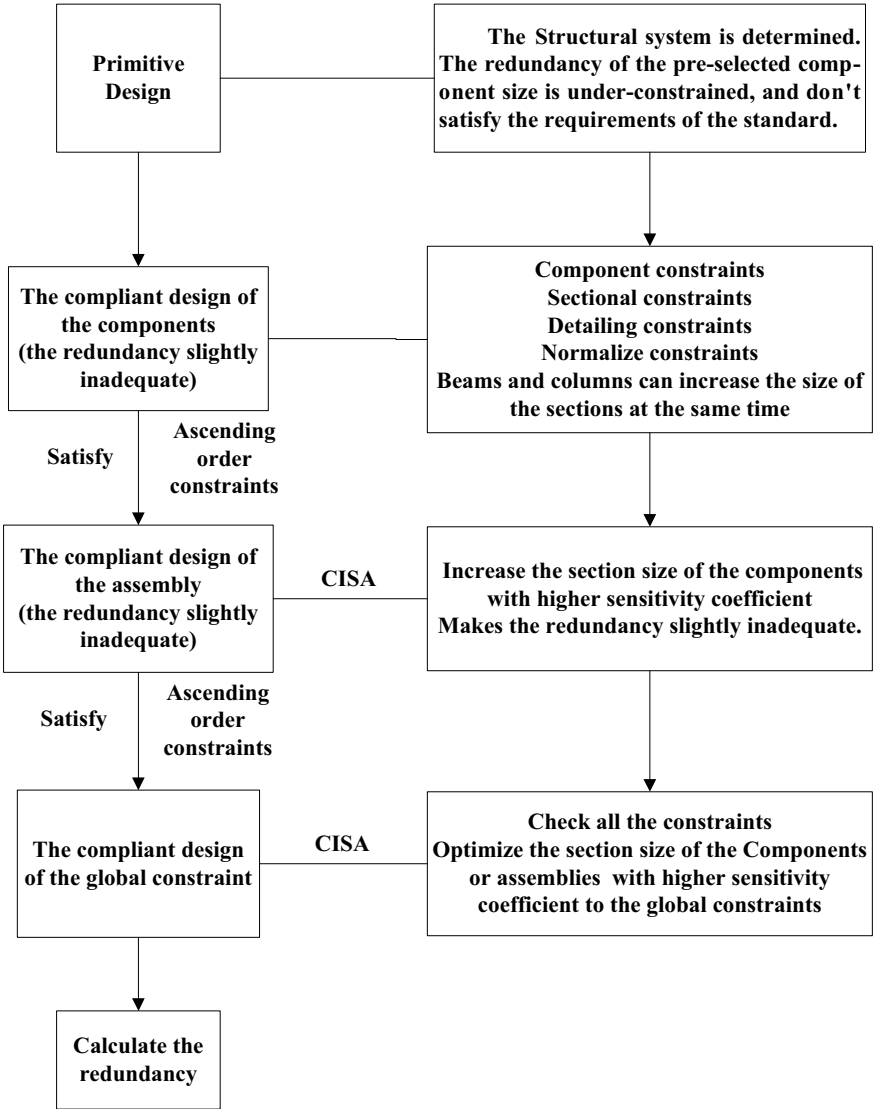 Primitive
Design
The Structural system is determined.
The redundancy of the pre-selected comp-
onent size is under-constrained, and don't
satisfy the requirements of the standard.
The compliant design of
the components
(the redundancy slightly
inadequate)
Component constraints
Sectional constraints
Detailing constraints
Normalize constraints
Beams and columns can increase the size of
the sections at the same time
Satisfy
Ascending
order
constraints
The compliant design of
the assembly
(the redundancy slightly
inadequate)
CISA
Increase the section size of the components
with higher sensitivity coefficient
Makes the redundancy slightly inadequate.
Satisfy
Ascending
order
constraints
The compliant design
of the global constraint
CISA
Check all the constraints
Optimize the section size of the Components
or assemblies with higher sensitivity
coefficient to the global constraints
Calculate the
redundancy